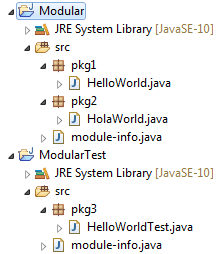 Modular
JRE System Library [JavaSE-10]
src
pkg1
HelloWorld.java
pkg2
HolaWorld.java
module-info.java
ModularTest
JRE System Library [JavaSE-10]
src
pkg3
HelloWorldTest.java
module-info.java